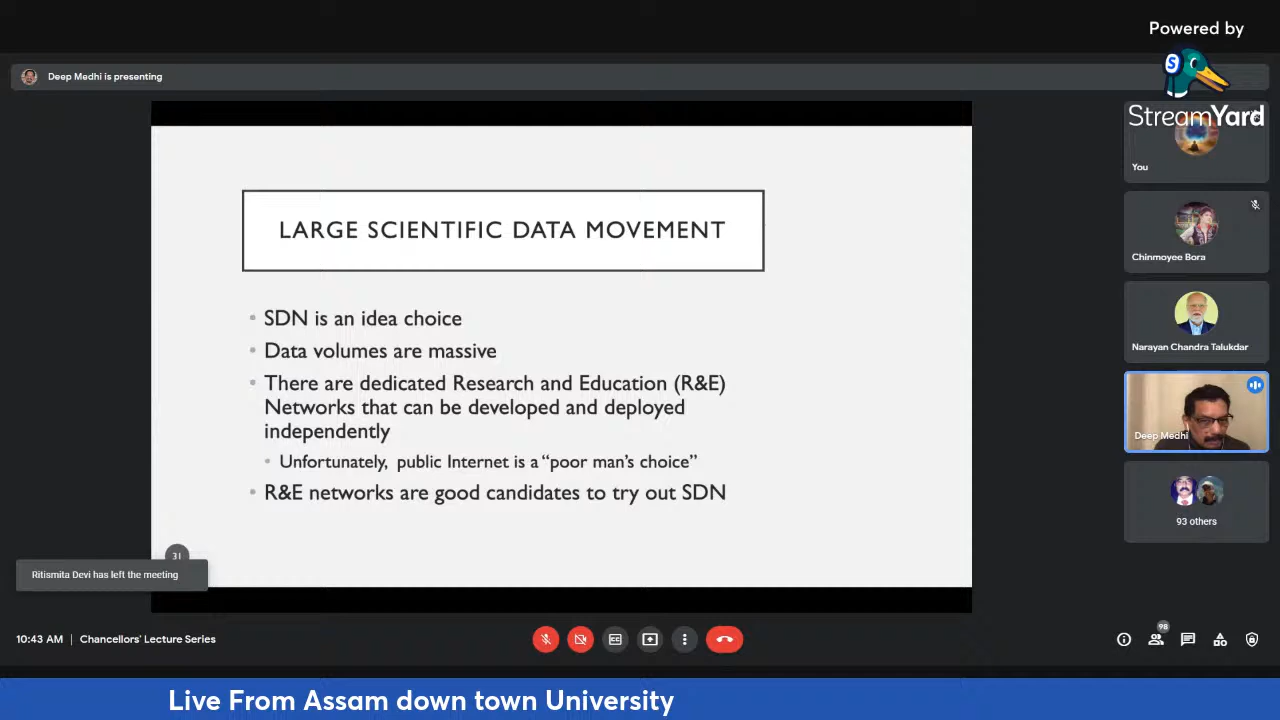 Powered by
StreamYard
Deep Medhi is presenting
LARGE SCIENTIFIC DATA MOVEMENT
SDN is an idea choice
Data volumes are massive
There are dedicated Research and Education (R&E)
Networks that can be developed and deployed
independently
Unfortunately, public Internet is a “poor man’s choice”
R&E networks are good candidates to try out SDN
31
Ritismita Devi has left the meeting
You
Chinmoyee Bora
Narayan Chandra Talukdar
Deep Medhi
93 others
10:43 AM | Chancellors' Lecture Series
98
Live From Assam down town University